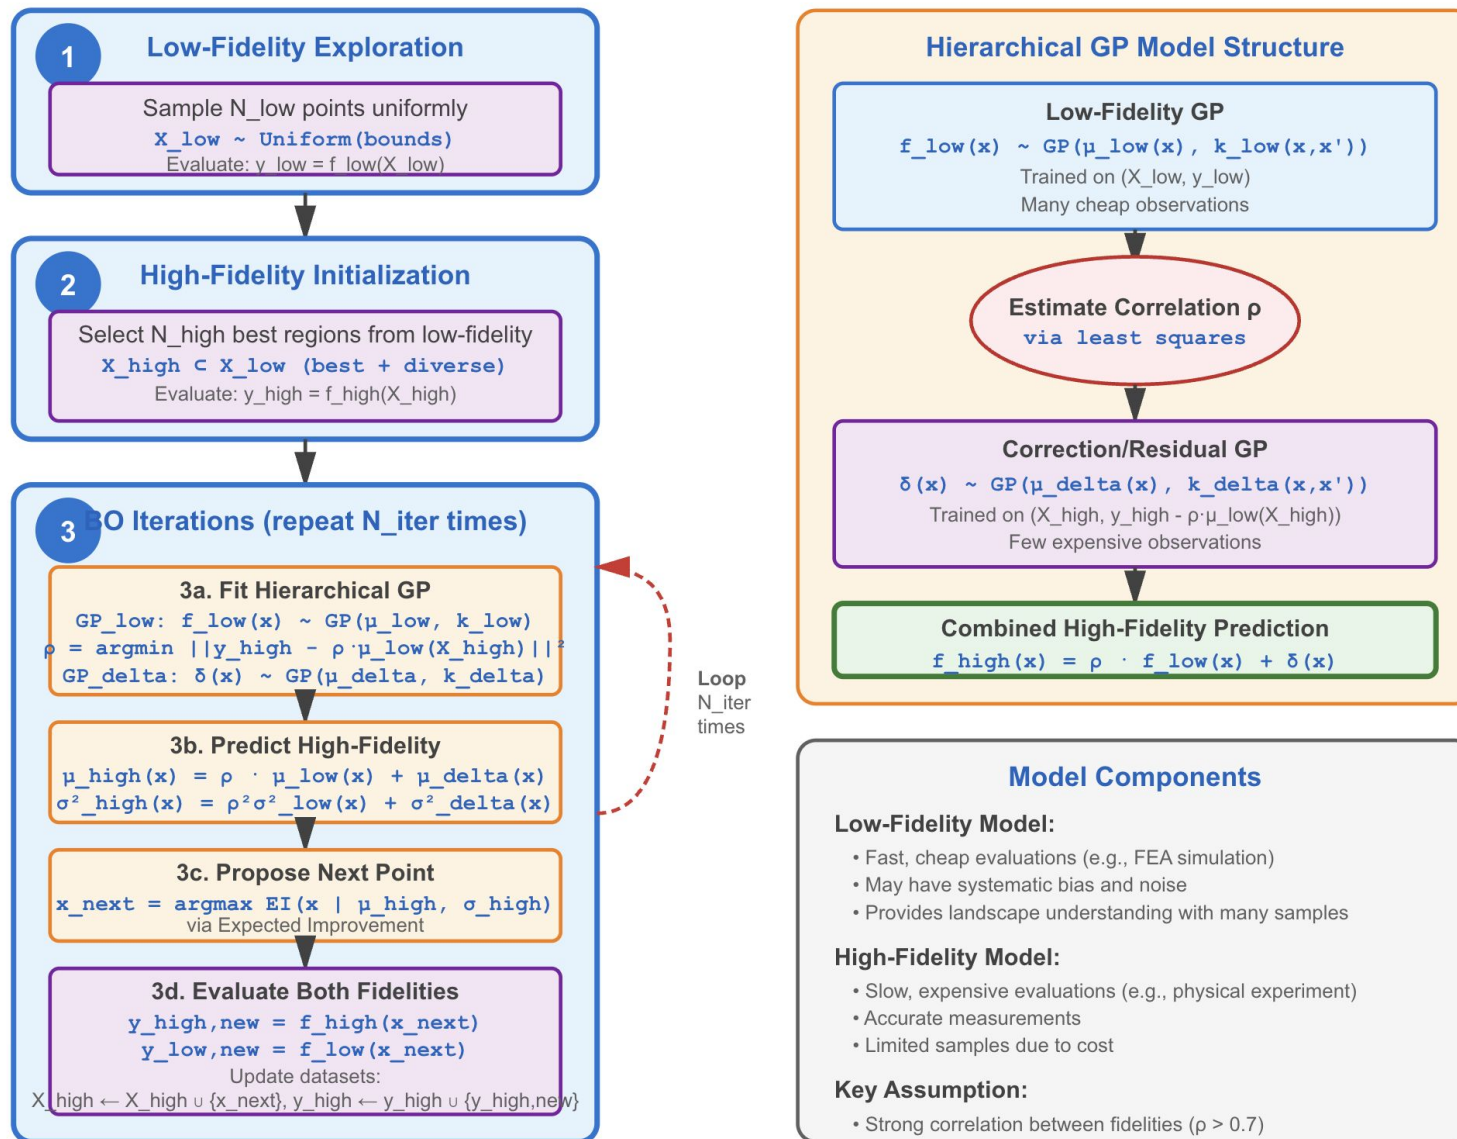 1
Low-Fidelity Exploration
Sample N_low points uniformly
X_low ~ Uniform(bounds)
Evaluate: y_low = f_low(X_low)
2
High-Fidelity Initialization
Select N_high best regions from low-fidelity
X_high ⊂ X_low (best + diverse)
Evaluate: y_high = f_high(X_high)
3
BO Iterations (repeat N_iter times)
3a. Fit Hierarchical GP
GP_low: f_low(x) ~ GP(μ_low, k_low)
ρ = argmin ||y_high - ρ·μ_low(X_high)||²
GP_delta: δ(x) ~ GP(μ_delta, k_delta)
3b. Predict High-Fidelity
μ_high(x) = ρ · μ_low(x) + μ_delta(x)
σ²_high(x) = ρ²σ²_low(x) + σ²_delta(x)
3c. Propose Next Point
x_next = argmax EI(x | μ_high, σ_high)
via Expected Improvement
3d. Evaluate Both Fidelities
y_high,new = f_high(x_next)
y_low,new = f_low(x_next)
Update datasets:
X_high ← X_high ∪ {x_next}, y_high ← y_high ∪ {y_high,new}
Loop
N_iter
times
Hierarchical GP Model Structure
Low-Fidelity GP
f_low(x) ~ GP(μ_low(x), k_low(x,x'))
Trained on (X_low, y_low)
Many cheap observations
Estimate Correlation ρ
via least squares
Correction/Residual GP
δ(x) ~ GP(μ_delta(x), k_delta(x,x'))
Trained on (X_high, y_high - ρ·μ_low(X_high))
Few expensive observations
Combined High-Fidelity Prediction
f_high(x) = ρ · f_low(x) + δ(x)
Model Components
Low-Fidelity Model:
• Fast, cheap evaluations (e.g., FEA simulation)
• May have systematic bias and noise
• Provides landscape understanding with many samples
High-Fidelity Model:
• Slow, expensive evaluations (e.g., physical experiment)
• Accurate measurements
• Limited samples due to cost
Key Assumption:
• Strong correlation between fidelities (ρ > 0.7)